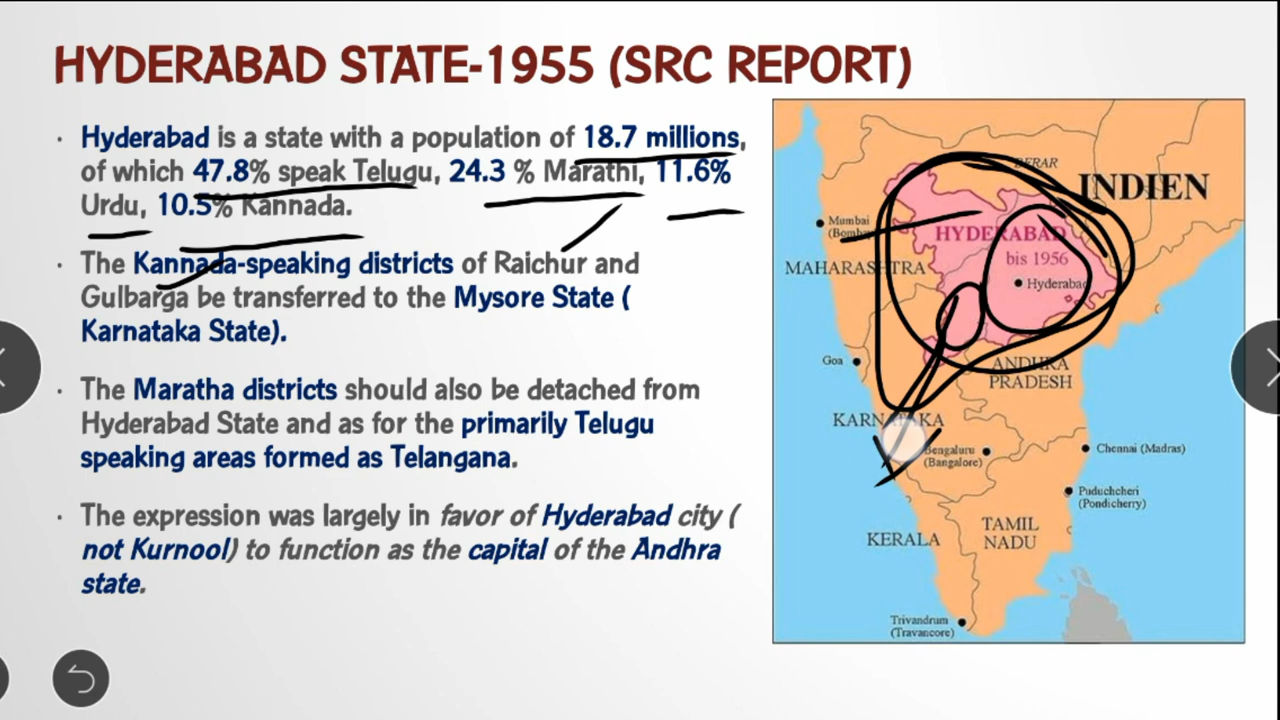 HYDERABAD STATE-1955 (SRC REPORT)
· Hyderabad is a state with a population of 18.7 millions,
of which 47.8% speak Telugu, 24.3 % Marathi, 11.6%
Urdu, 10.5% Kannada.
· The Kannada-speaking districts of Raichur and
Gulbarga be transferred to the Mysore State (
Karnataka State).
· The Maratha districts should also be detached from
Hyderabad State and as for the primarily Telugu
speaking areas formed as Telangana.
· The expression was largely in favor of Hyderabad city (
not Kurnool) to function as the capital of the Andhra
state.
BERAR
INDIEN
Mumbai
(Bombay)
HYDERABAD
bis 1956
MAHARASHTRA
Hyderabad
Goa
ANDHRA
PRADESH
KARNATAKA
Bengaluru
(Bangalore)
Chennai (Madras)
Puducherri
(Pondicherry)
KERALA
TAMIL
NADU
Trivandrum
(Travancore)